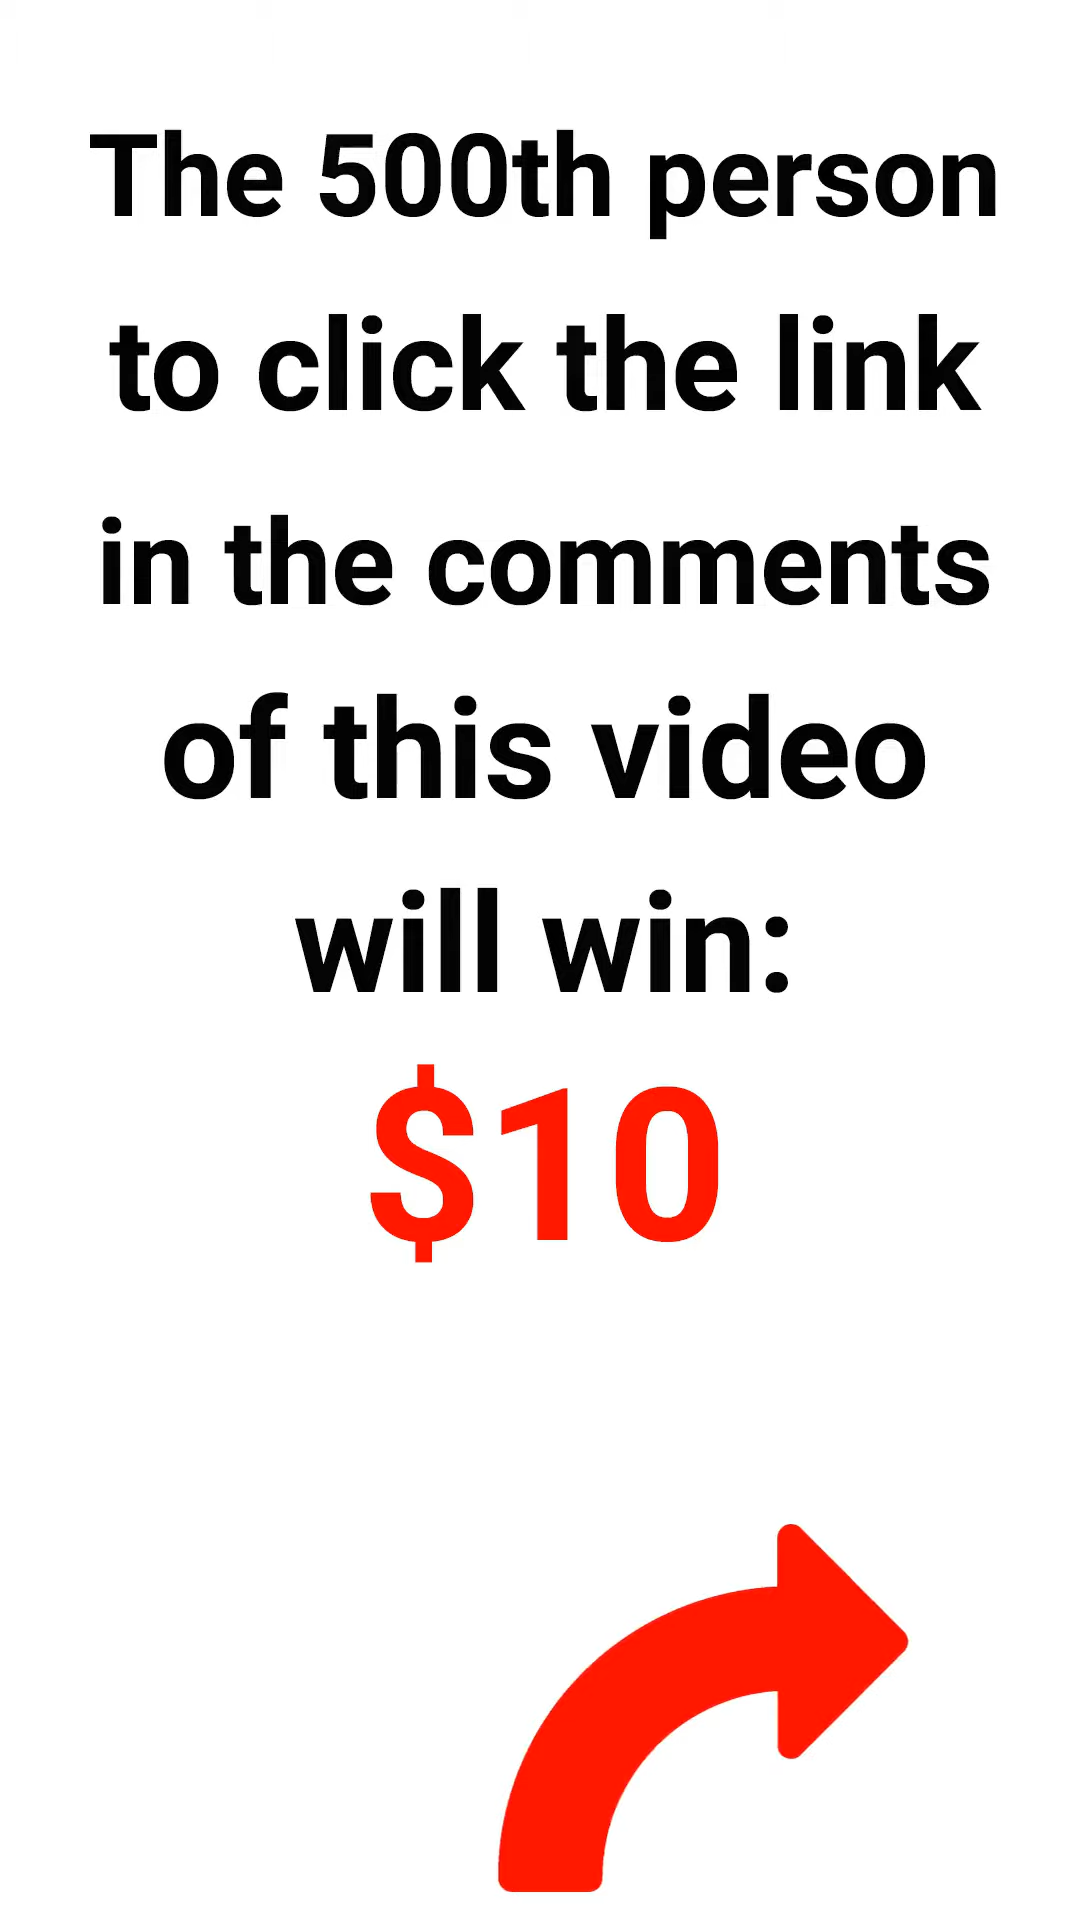 The 500th person
to click the link
in the comments
of this video
will win:
$10